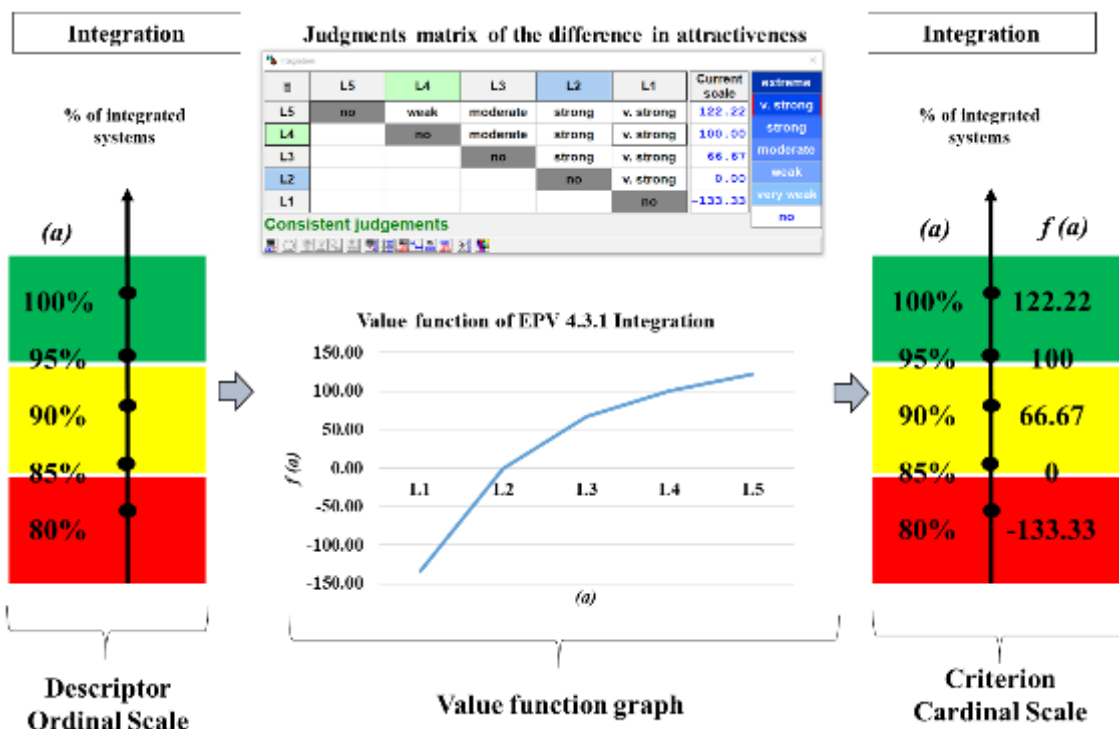 Integration
Judgments matrix of the difference in attractiveness
Integration
% of integrated
systems
L5 L4 L3 L2 L1 Current
scale
extreme
L5 no weak moderate strong v. strong 122.22
v. strong
L4 no moderate strong v. strong 100.00
strong
L3 no strong v. strong 66.67
moderate
L2 no v. strong 0.00
weak
L1 no -133.33
very weak
no
Consistent judgements
% of integrated
systems
(a)
100%
95%
90%
85%
80%
Value function of EPV 4.3.1 Integration
150.00
100.00
50.00
0.00
-50.00
-100.00
-150.00
f (a)
L1 L2 L3 L4 L5
(a)
(a) f (a)
100% 122.22
95% 100
90% 66.67
85% 0
80% -133.33
Descriptor
Ordinal Scale
Value function graph
Criterion
Cardinal Scale